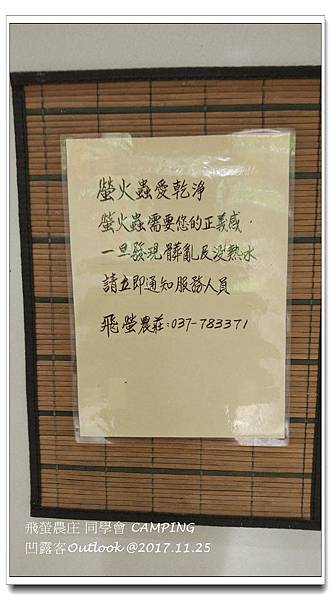 螢火蟲愛乾淨
螢火蟲需要您的正義感.
一旦發現髒亂及沒熱水
請立即通知服務人員
飛螢農莊:037-783371
飛螢農庄 同學會 CAMPING
凹露客Outlook @2017.11.25